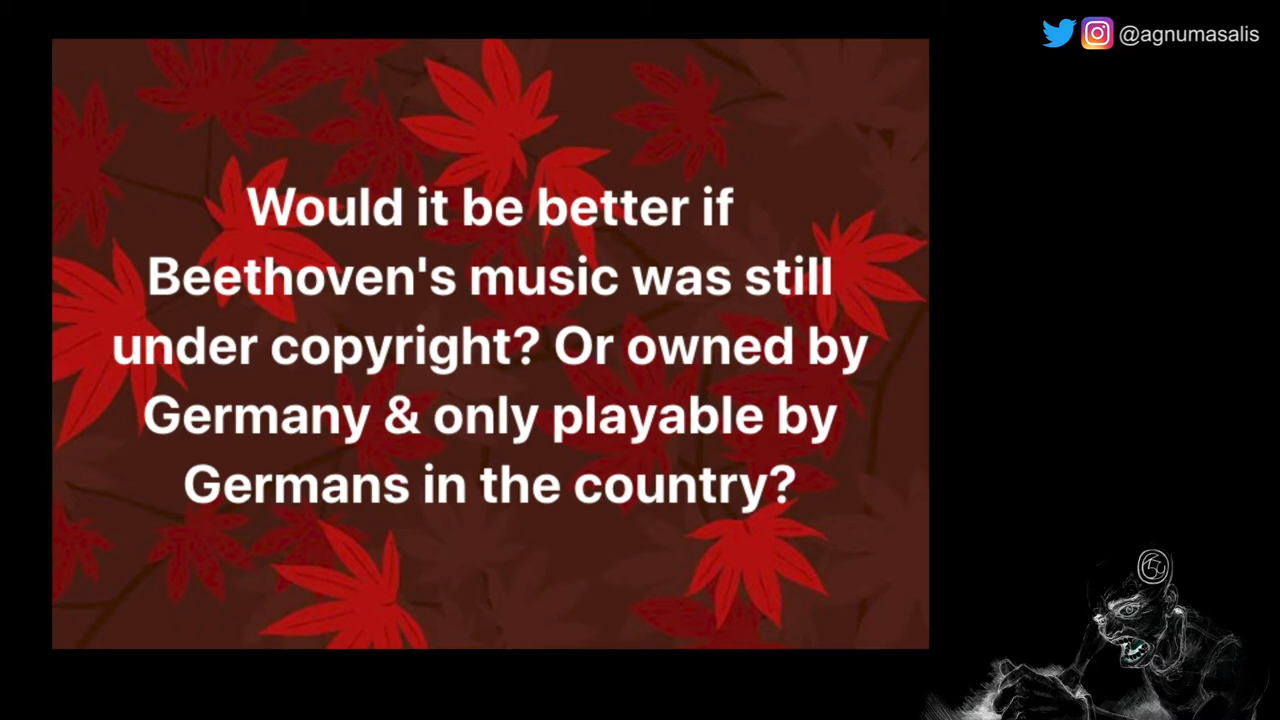 @agnumasalis
Would it be better if
Beethoven's music was still
under copyright? Or owned by
Germany & only playable by
Germans in the country?